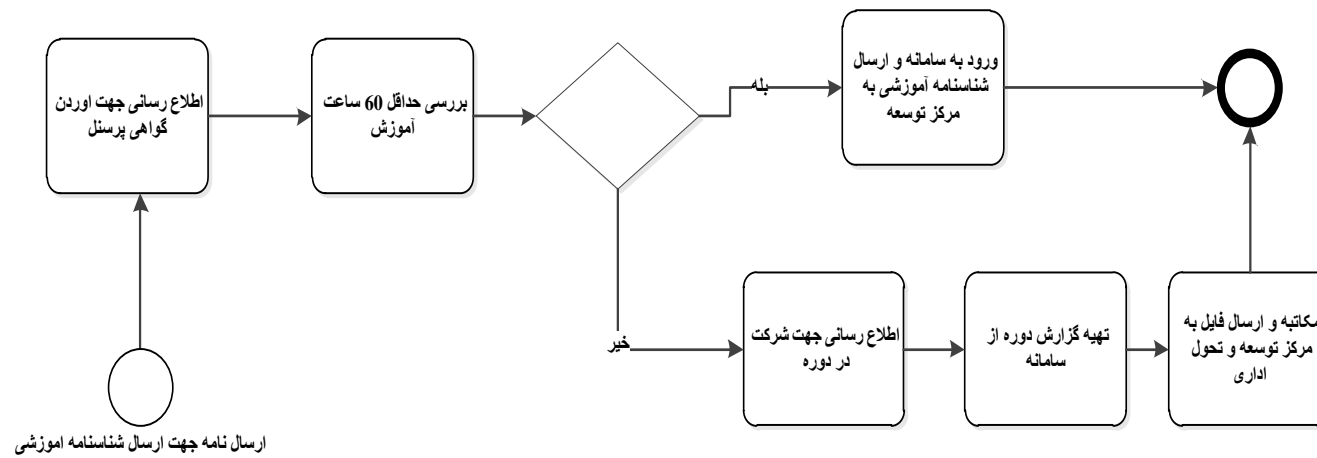 اطلاع رسانی جهت اوردن
گواهی پرسنل
بررسی حداقل 60 ساعت
آموزش
بله
ورود به سامانه و ارسال
شناسنامه آموزشی به
مرکز توسعه
خیر
اطلاع رسانی جهت شرکت
در دوره
تهیه گزارش دوره از
سامانه
مکاتبه و ارسال فایل به
مرکز توسعه و تحول
اداری
ارسال نامه جهت ارسال شناسنامه اموزشی